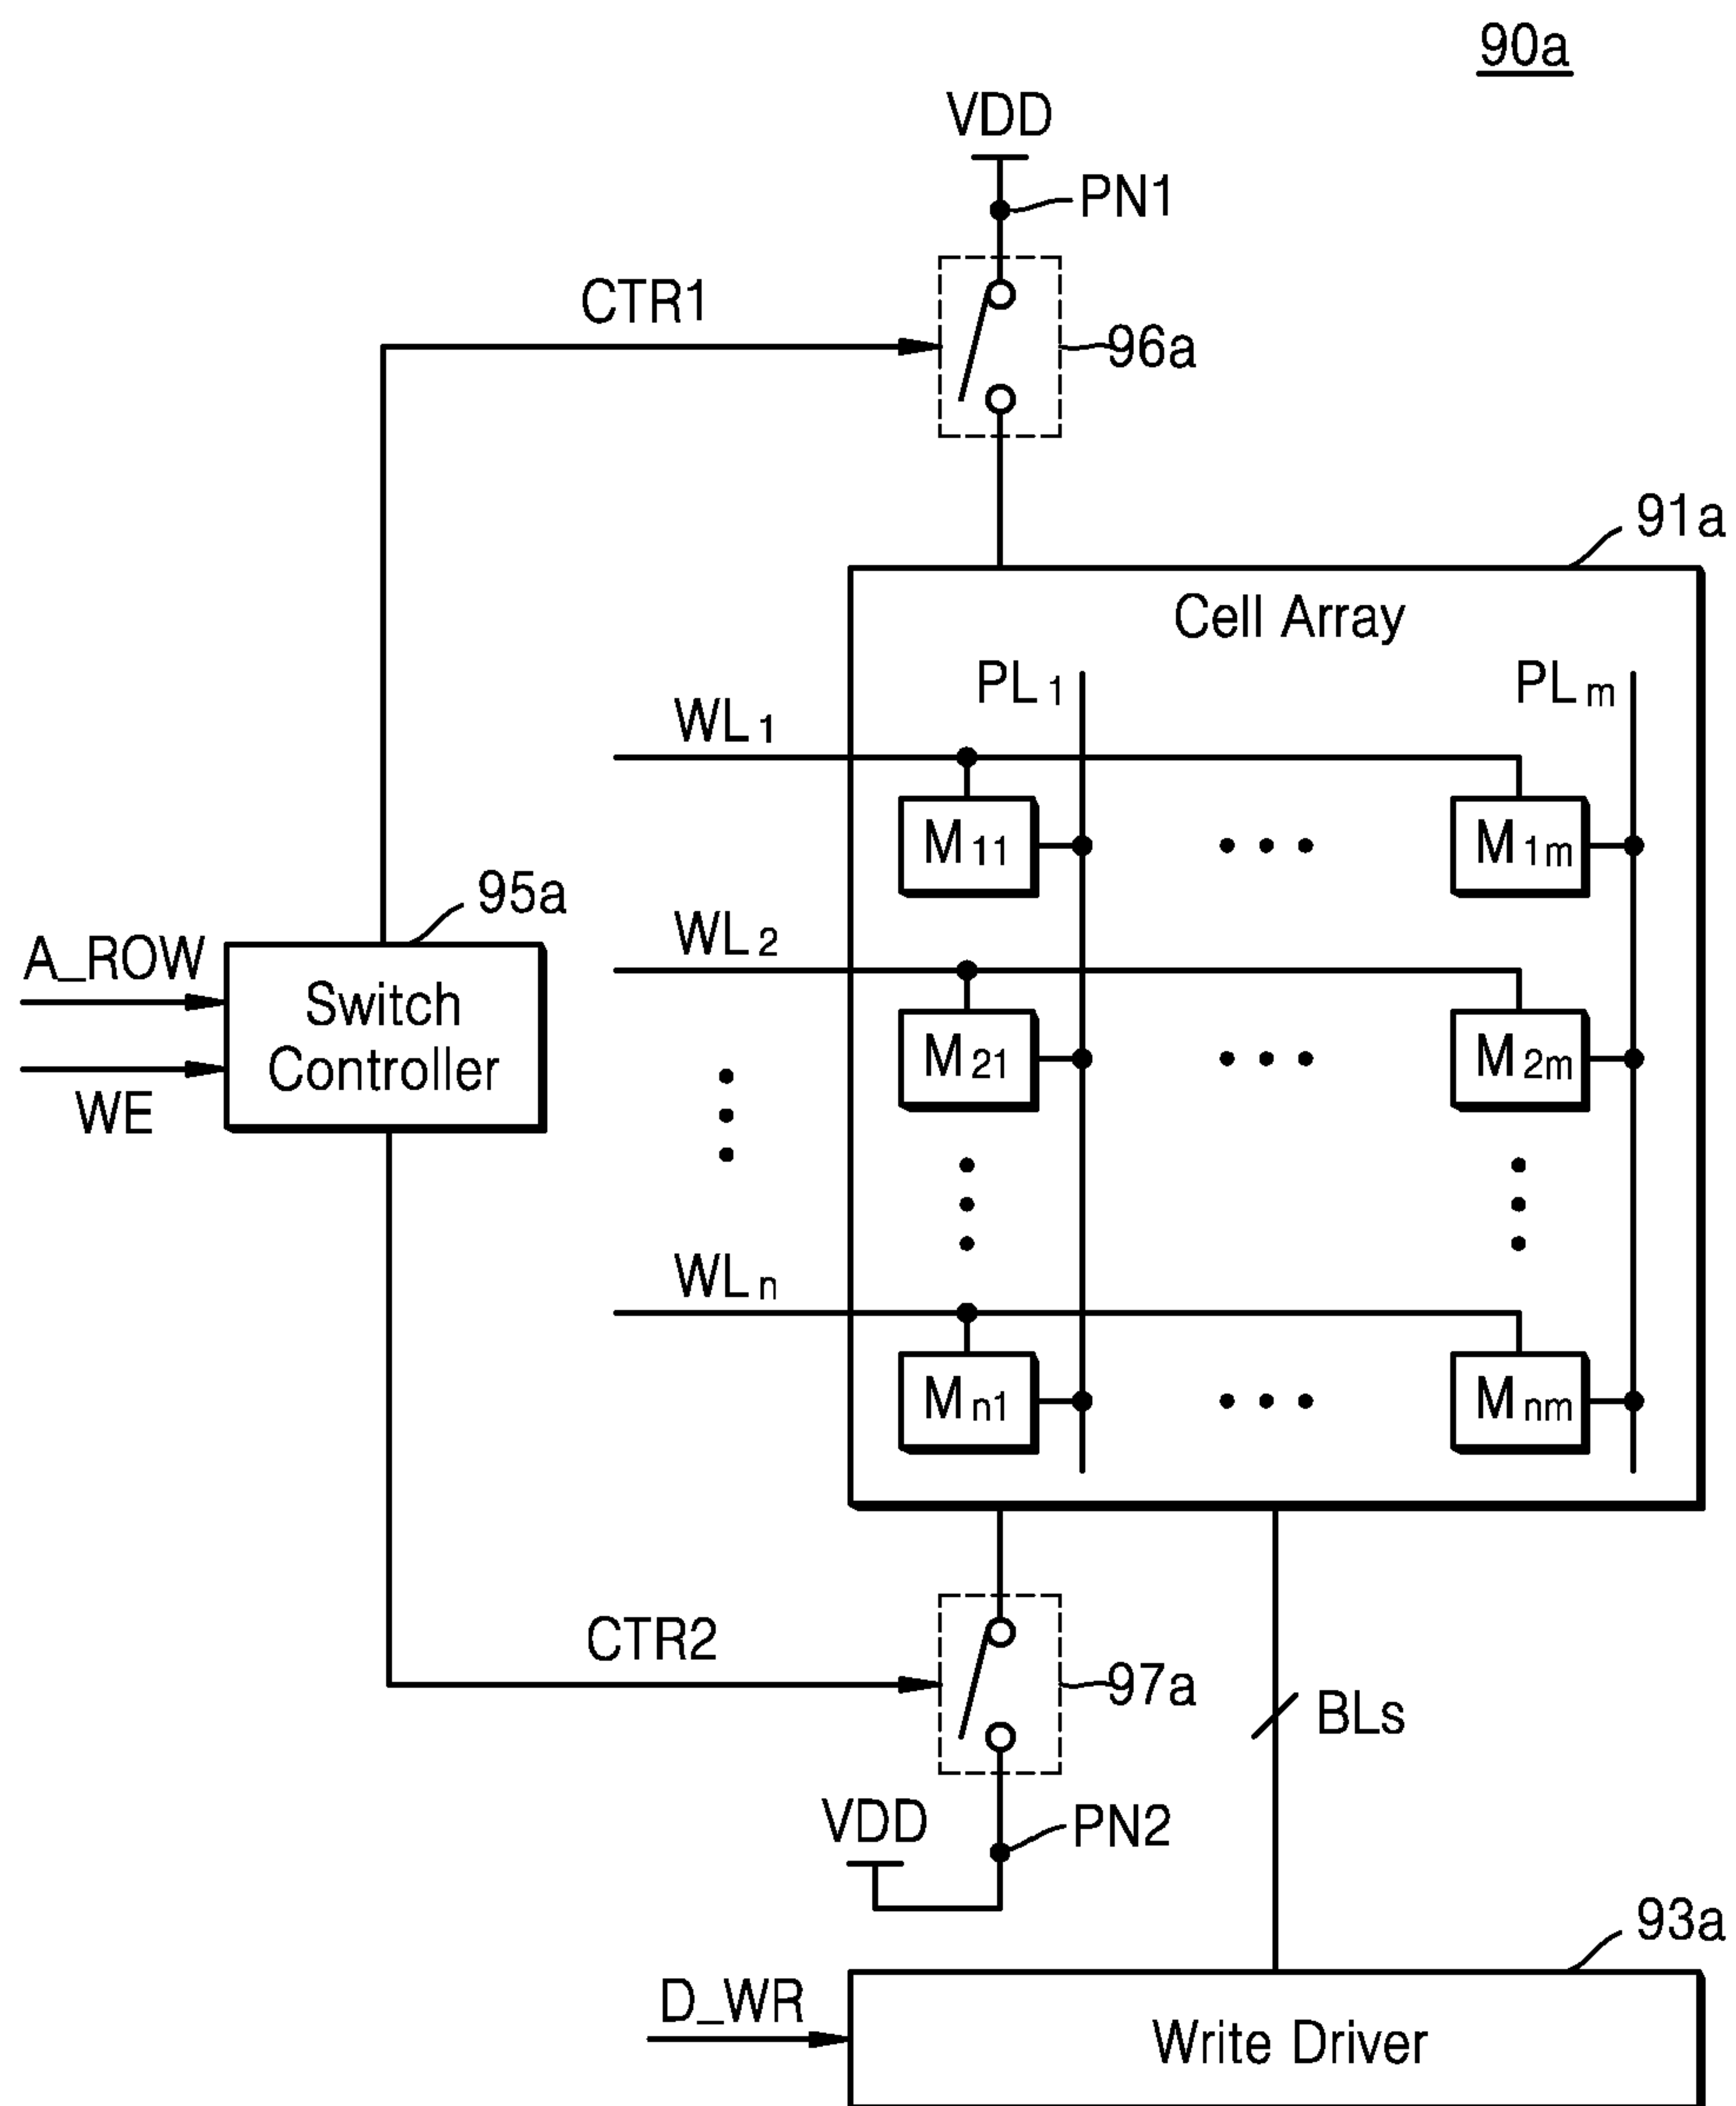 90a
VDD
PN1
CTR1
96a
91a
Cell Array
PL1
PLm
WL1
M11
M1m
95a
WL2
A_ROW
Switch
Controller
M21
M2m
WE
WLn
Mn1
Mnm
CTR2
97a
BLs
VDD
PN2
93a
D_WR
Write Driver